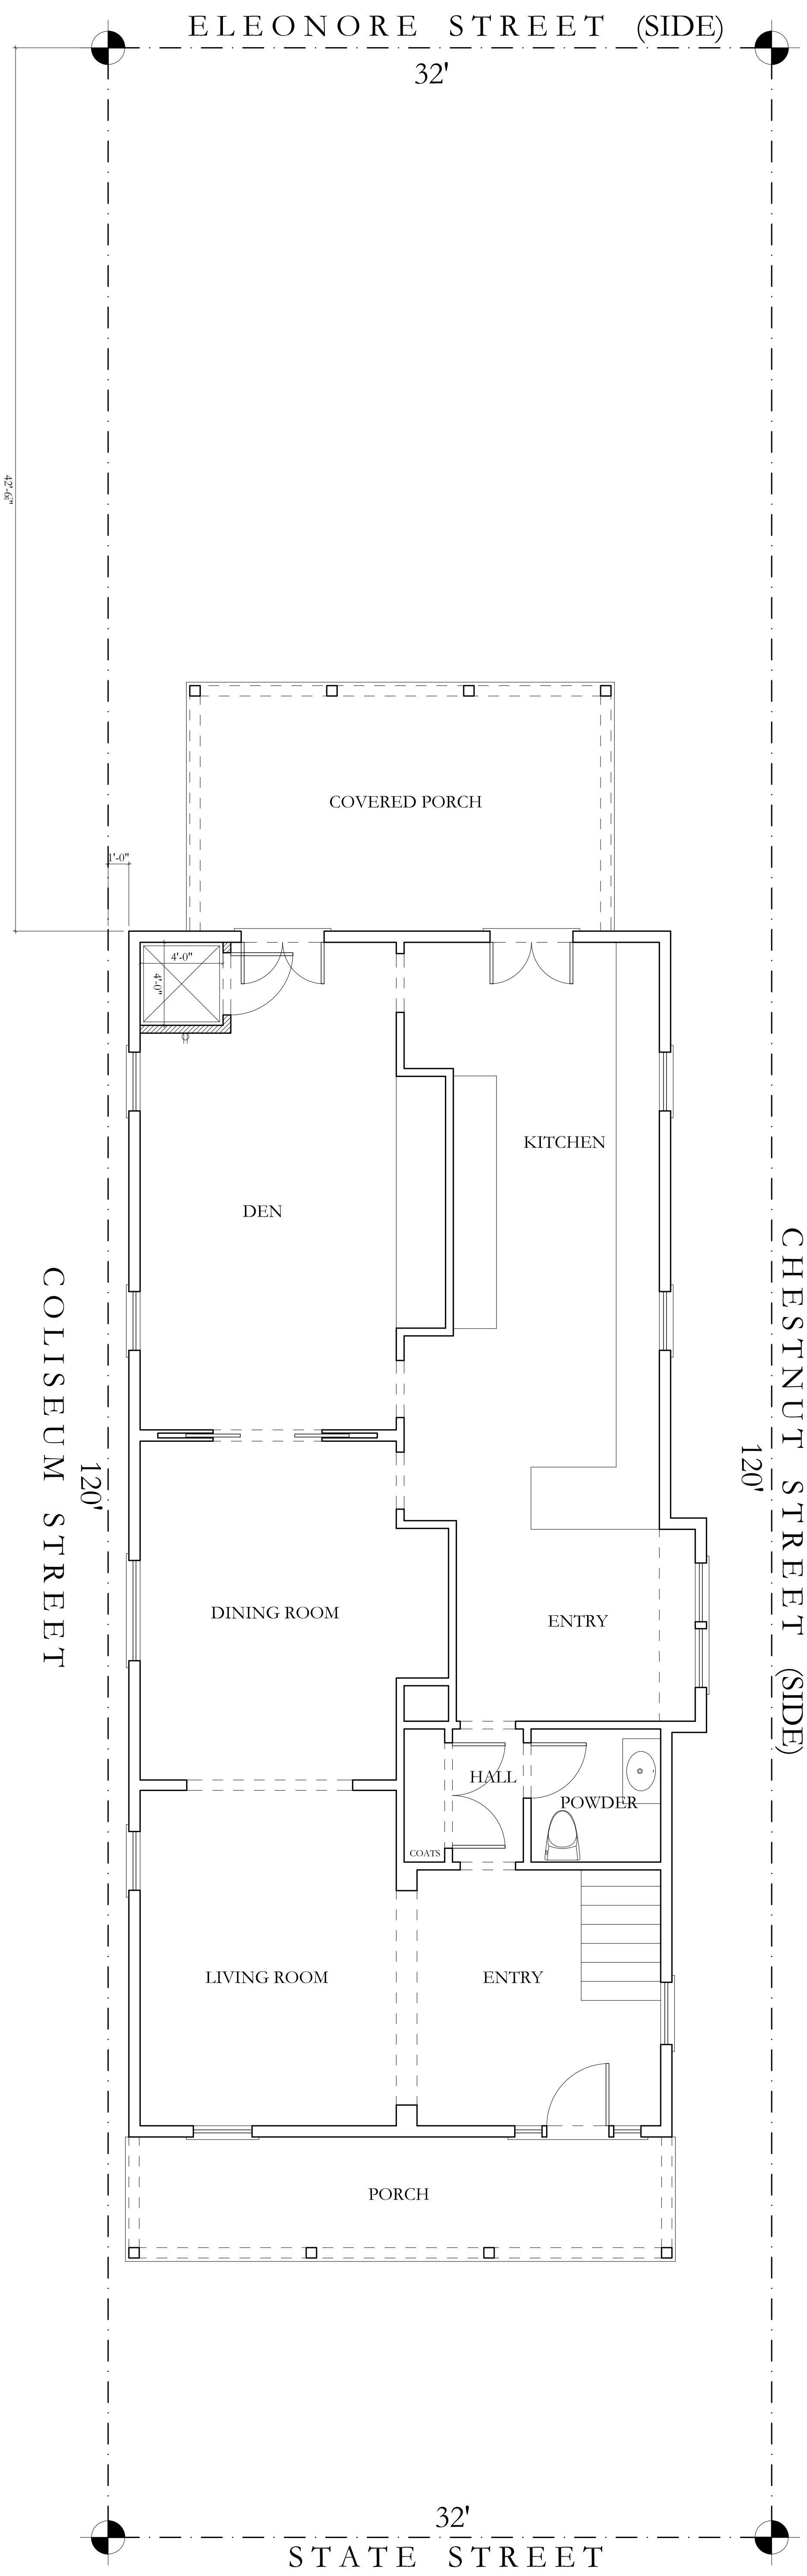 ELEONORE STREET (SIDE)
32'
42'-6"
COVERED PORCH
1'-0"
4'-0"
4'-0"
KITCHEN
DEN
COLISEUM STREET
120'
CHESTNUT STREET (SIDE)
120'
DINING ROOM
ENTRY
HALL
POWDER
COATS
LIVING ROOM
ENTRY
PORCH
32'
STATE STREET